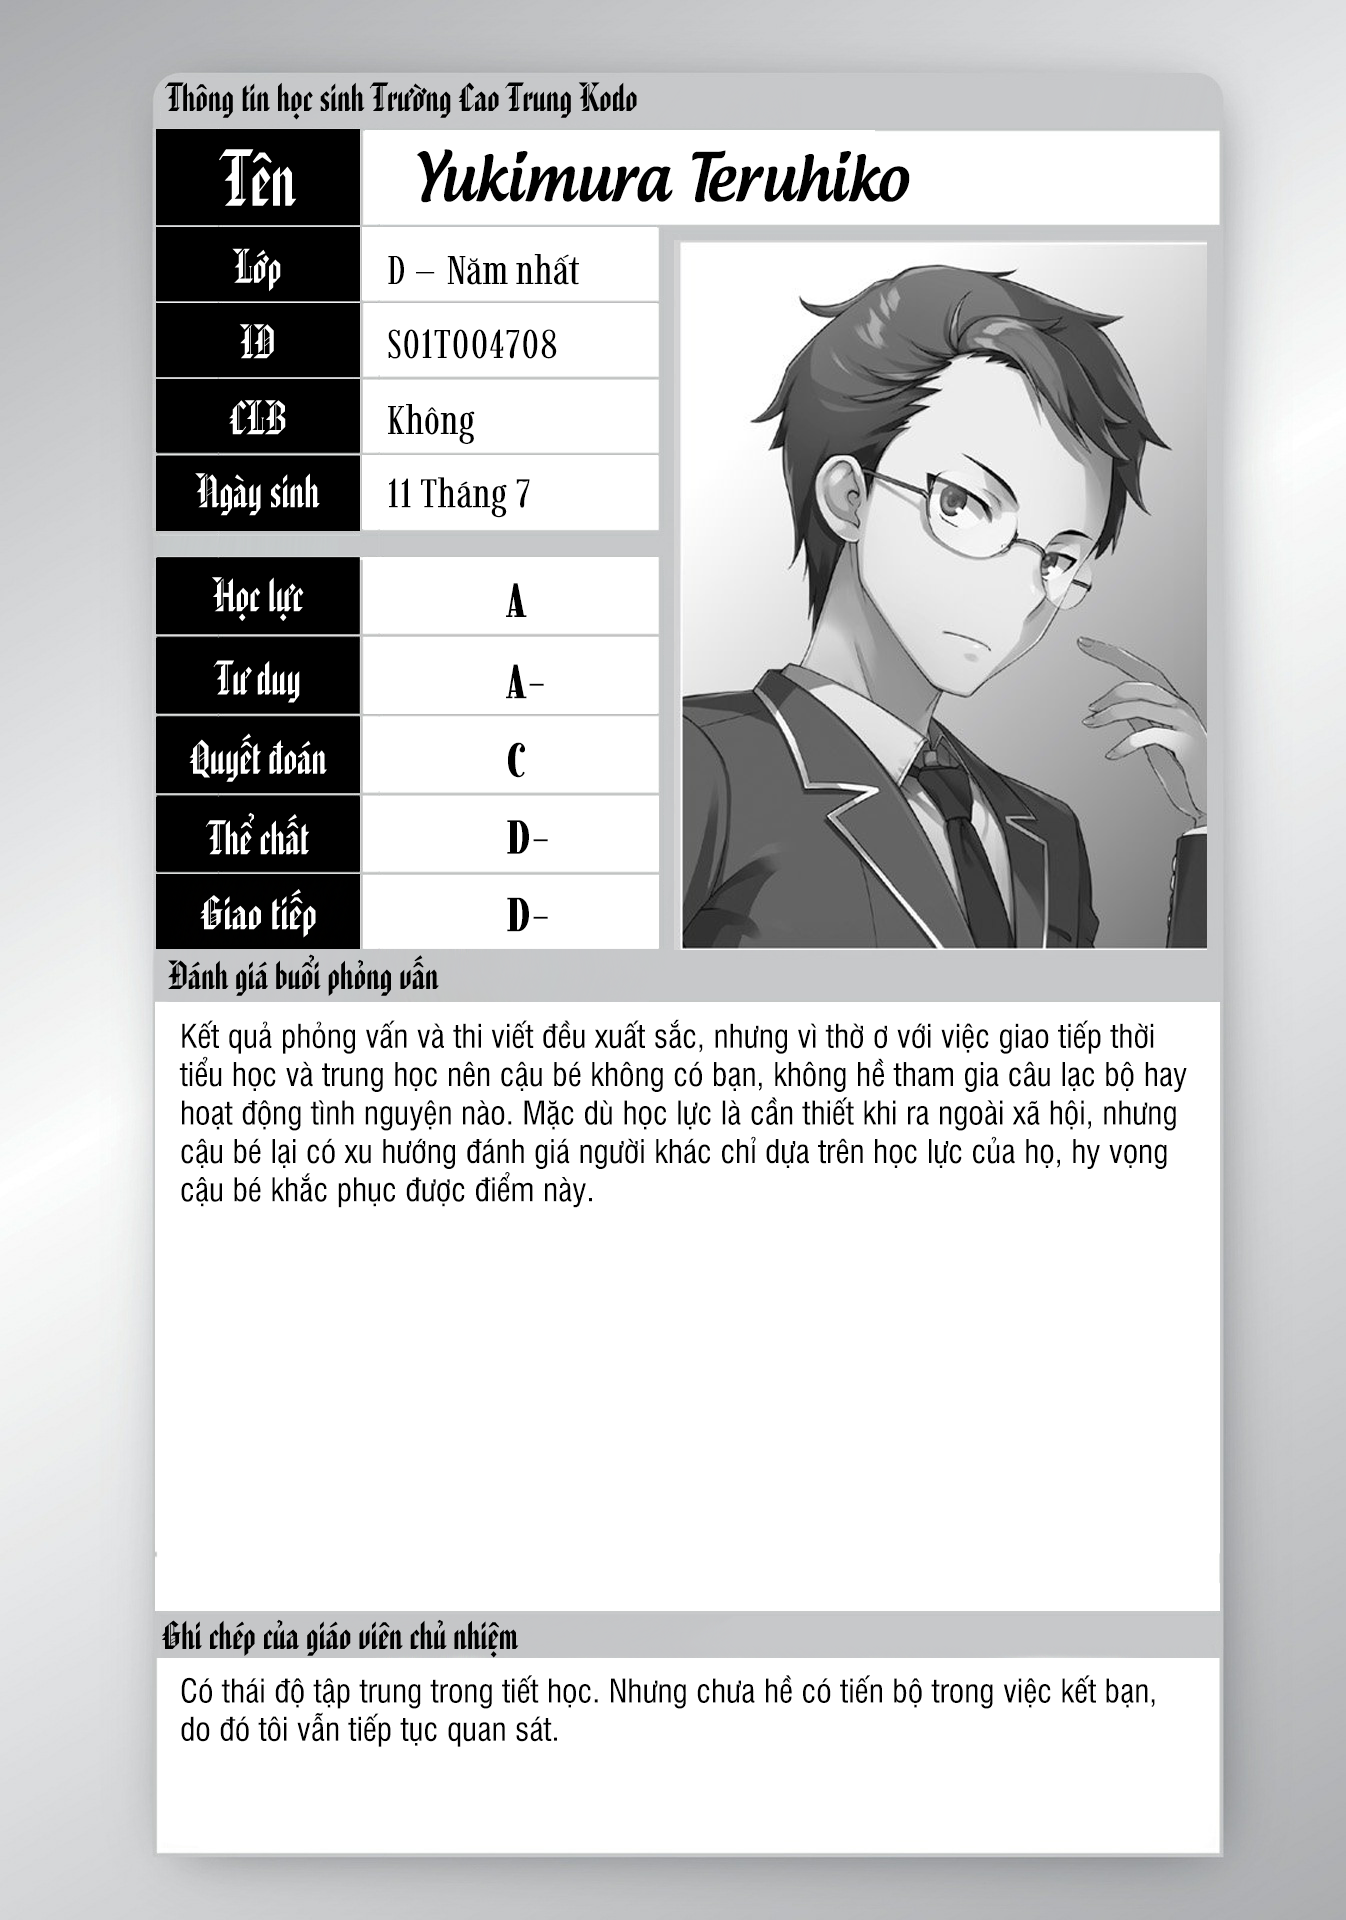 Thông tin học sinh Trường Cao Trung Kodo
Tên
Yukimura Teruhiko
Lớp
D – Năm nhất
ID
S01T004708
CLB
Không
Ngày sinh
11 Tháng 7
Học lực
A
Tư duy
A-
Quyết đoán
C
Thể chất
D-
Giao tiếp
D-
Đánh giá buổi phỏng vấn
Kết quả phỏng vấn và thi viết đều xuất sắc, nhưng vì thờ ơ với việc giao tiếp thời
tiểu học và trung học nên cậu bé không có bạn, không hề tham gia câu lạc bộ hay
hoạt động tình nguyện nào. Mặc dù học lực là cần thiết khi ra ngoài xã hội, nhưng
cậu bé lại có xu hướng đánh giá người khác chỉ dựa trên học lực của họ, hy vọng
cậu bé khắc phục được điểm này.
Ghi chép của giáo viên chủ nhiệm
Có thái độ tập trung trong tiết học. Nhưng chưa hề có tiến bộ trong việc kết bạn,
do đó tôi vẫn tiếp tục quan sát.